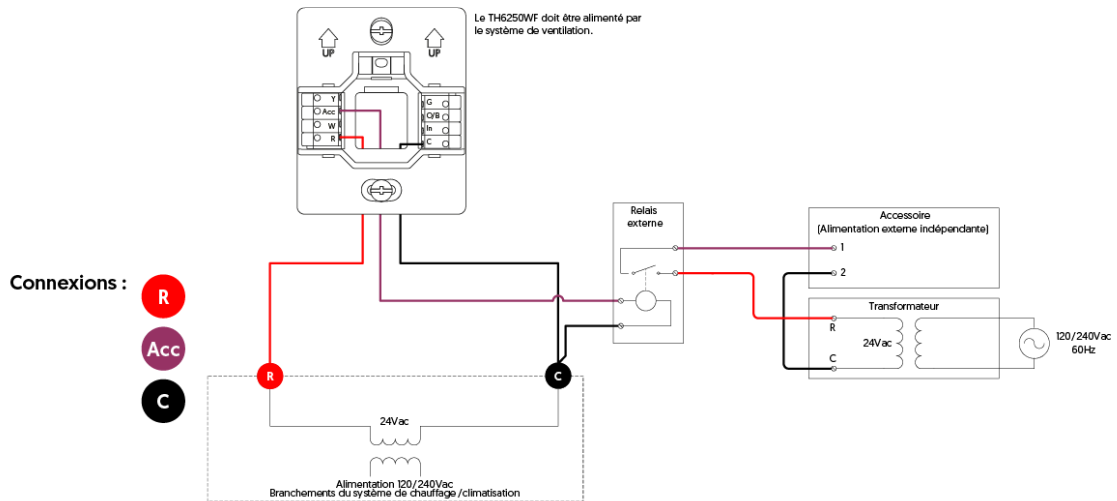 Le TH6250WF doit être alimenté par
le système de ventilation.
UP
UP
Y
Acc
W
R
G
O/B
In
C
Relais
externe
Accessoire
(Alimentation externe indépendante)
1
2
Connexions :
R
Acc
C
Transformateur
R
24Vac
C
120/240Vac
60Hz
R
C
24Vac
Alimentation 120/240Vac
Branchements du système de chauffage/climatisation